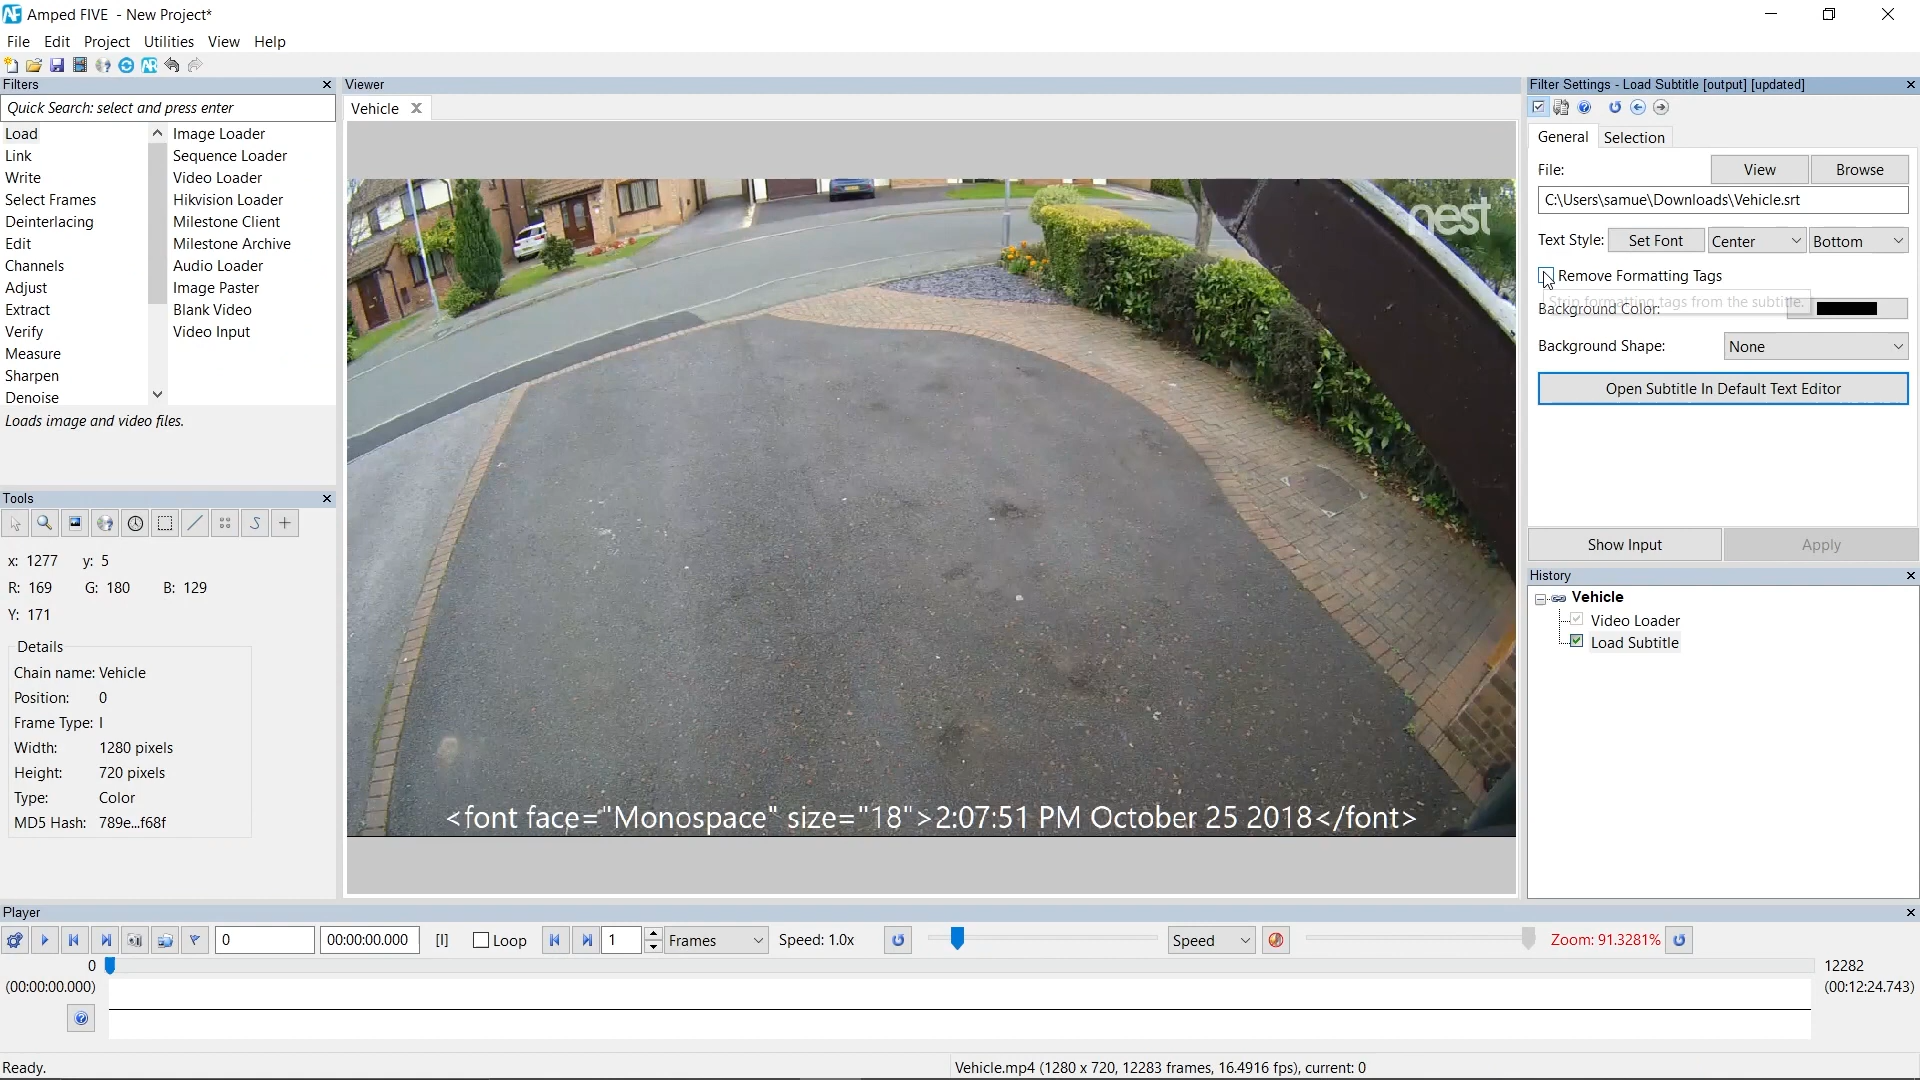 Amped FIVE - New Project*
File Edit Project Utilities View Help
Filters
Quick Search: select and press enter
Load
Link
Write
Select Frames
Deinterlacing
Edit
Channels
Adjust
Extract
Verify
Measure
Sharpen
Denoise
Image Loader
Sequence Loader
Video Loader
Hikvision Loader
Milestone Client
Milestone Archive
Audio Loader
Image Paster
Blank Video
Video Input
Loads image and video files.
Tools
x: 1277 y: 5
R: 169 G: 180 B: 129
Y: 171
Details
Chain name: Vehicle
Position: 0
Frame Type: I
Width: 1280 pixels
Height: 720 pixels
Type: Color
MD5 Hash: 789e...f68f
Viewer
Vehicle
nest
<font face="Monospace" size="18">2:07:51 PM October 25 2018</font>
Filter Settings - Load Subtitle [output] [updated]
General Selection
File: View Browse
C:\Users\samue\Downloads\Vehicle.srt
Text Style: Set Font Center Bottom
Remove Formatting Tags
Strip formatting tags from the subtitle.
Background Color:
Background Shape: None
Open Subtitle In Default Text Editor
Show Input Apply
History
Vehicle
Video Loader
Load Subtitle
Player
0 00:00:00.000 [I] Loop 1 Frames Speed: 1.0x Speed Zoom: 91.3281%
0 12282
(00:00:00.000) (00:12:24.743)
Ready. Vehicle.mp4 (1280 x 720, 12283 frames, 16.4916 fps), current: 0